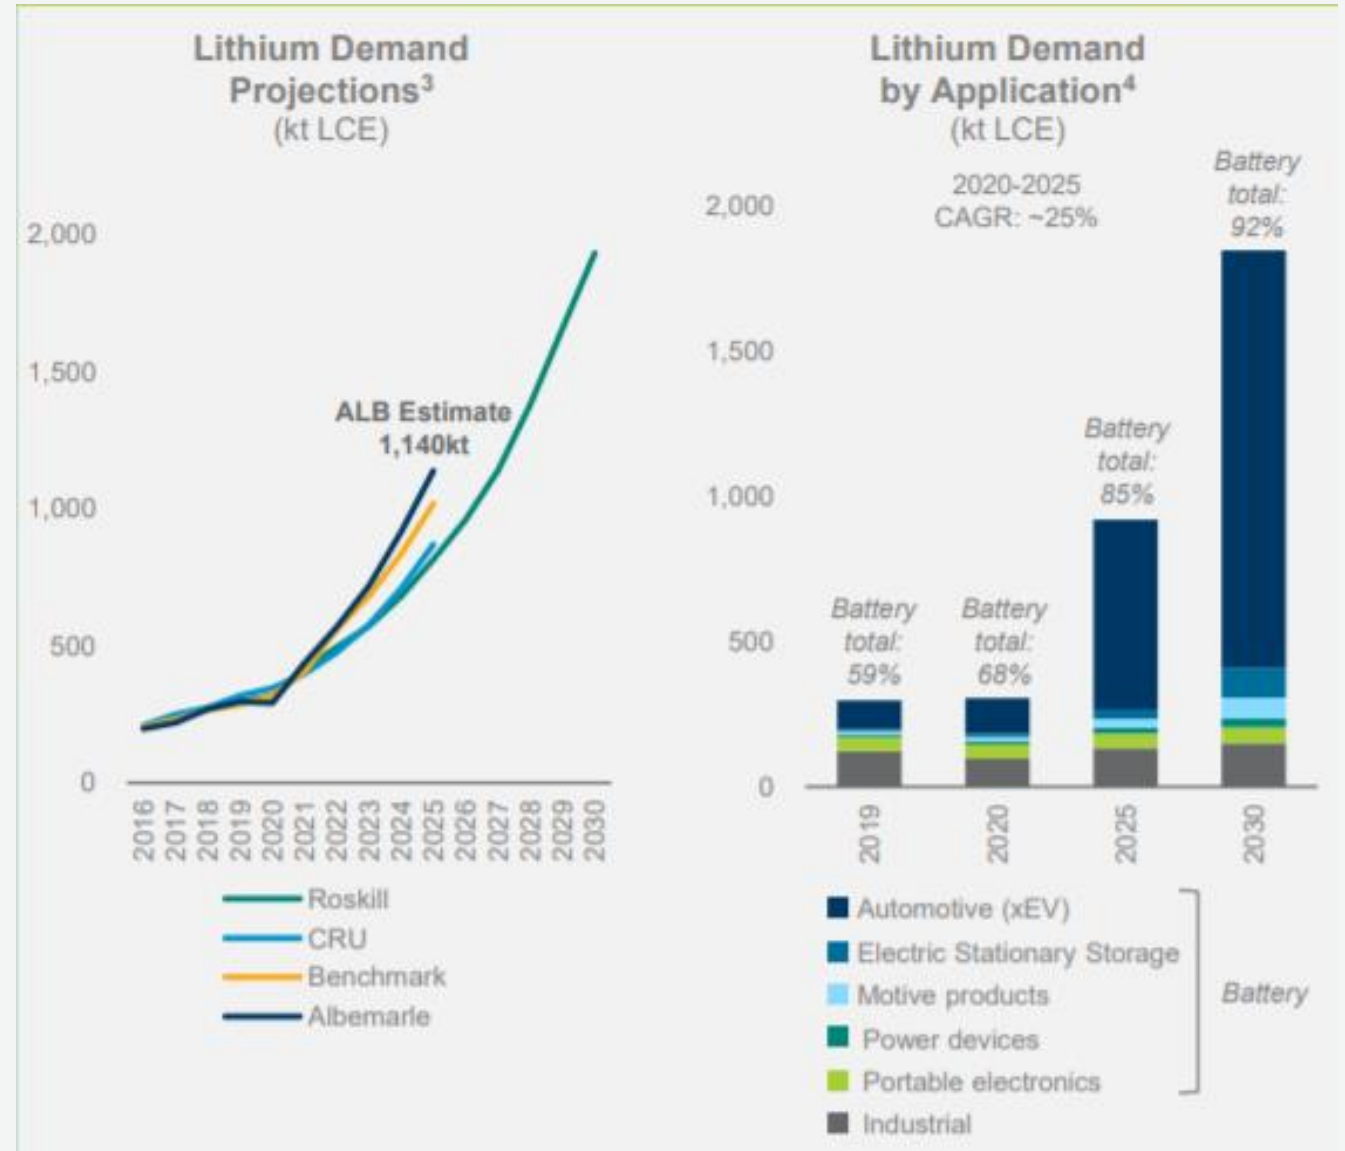 Lithium Demand
Projections³
(kt LCE)
2,000
1,500
1,000
500
0
ALB Estimate
1,140kt
2016
2017
2018
2019
2020
2021
2022
2023
2024
2025
2026
2027
2028
2029
2030
Roskill
CRU
Benchmark
Albemarle
Lithium Demand
by Application⁴
(kt LCE)
2020-2025
CAGR: ~25%
2,000
1,500
1,000
500
0
Battery
total:
59%
Battery
total:
68%
Battery
total:
85%
Battery
total:
92%
2019
2020
2025
2030
Automotive (xEV)
Electric Stationary Storage
Motive products
Power devices
Portable electronics
Industrial
Battery